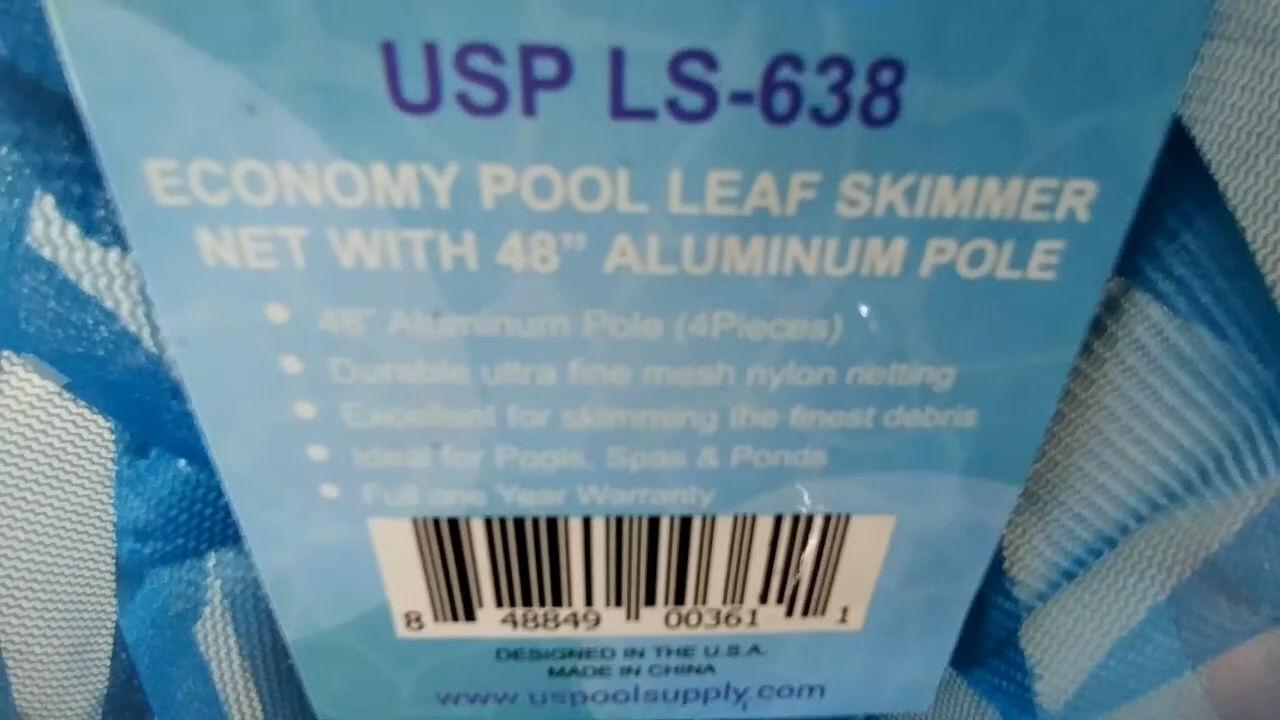 USP LS-638
ECONOMY POOL LEAF SKIMMER
NET WITH 48” ALUMINUM POLE
• 48" Aluminum Pole (4Pieces)
• Durable ultra fine mesh nylon netting
• Excellent for skimming the finest debris
• Ideal for Pools, Spas & Ponds
• Full one Year Warranty
8 48849 00361 1
DESIGNED IN THE U.S.A.
MADE IN CHINA
www.uspoolsupply.com